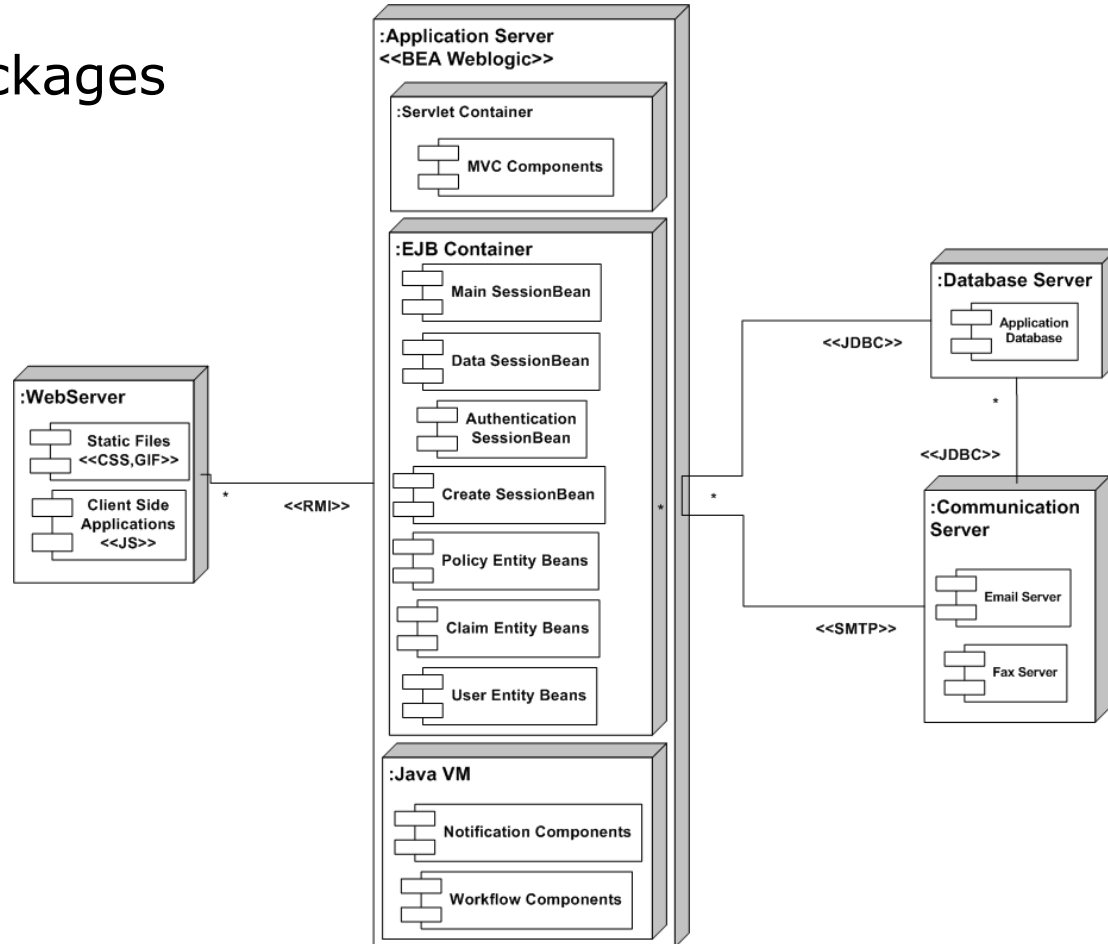 ckages
:Application Server
<<BEA Weblogic>>
:Servlet Container
MVC Components
:EJB Container
Main SessionBean
Data SessionBean
Authentication
SessionBean
Create SessionBean
*
Policy Entity Beans
Claim Entity Beans
User Entity Beans
:Java VM
Notification Components
Workflow Components
:WebServer
Static Files
<<CSS,GIF>>
Client Side
Applications
<<JS>>
*
<<RMI>>
*
<<JDBC>>
<<SMTP>>
:Database Server
Application
Database
*
<<JDBC>>
:Communication
Server
Email Server
Fax Server